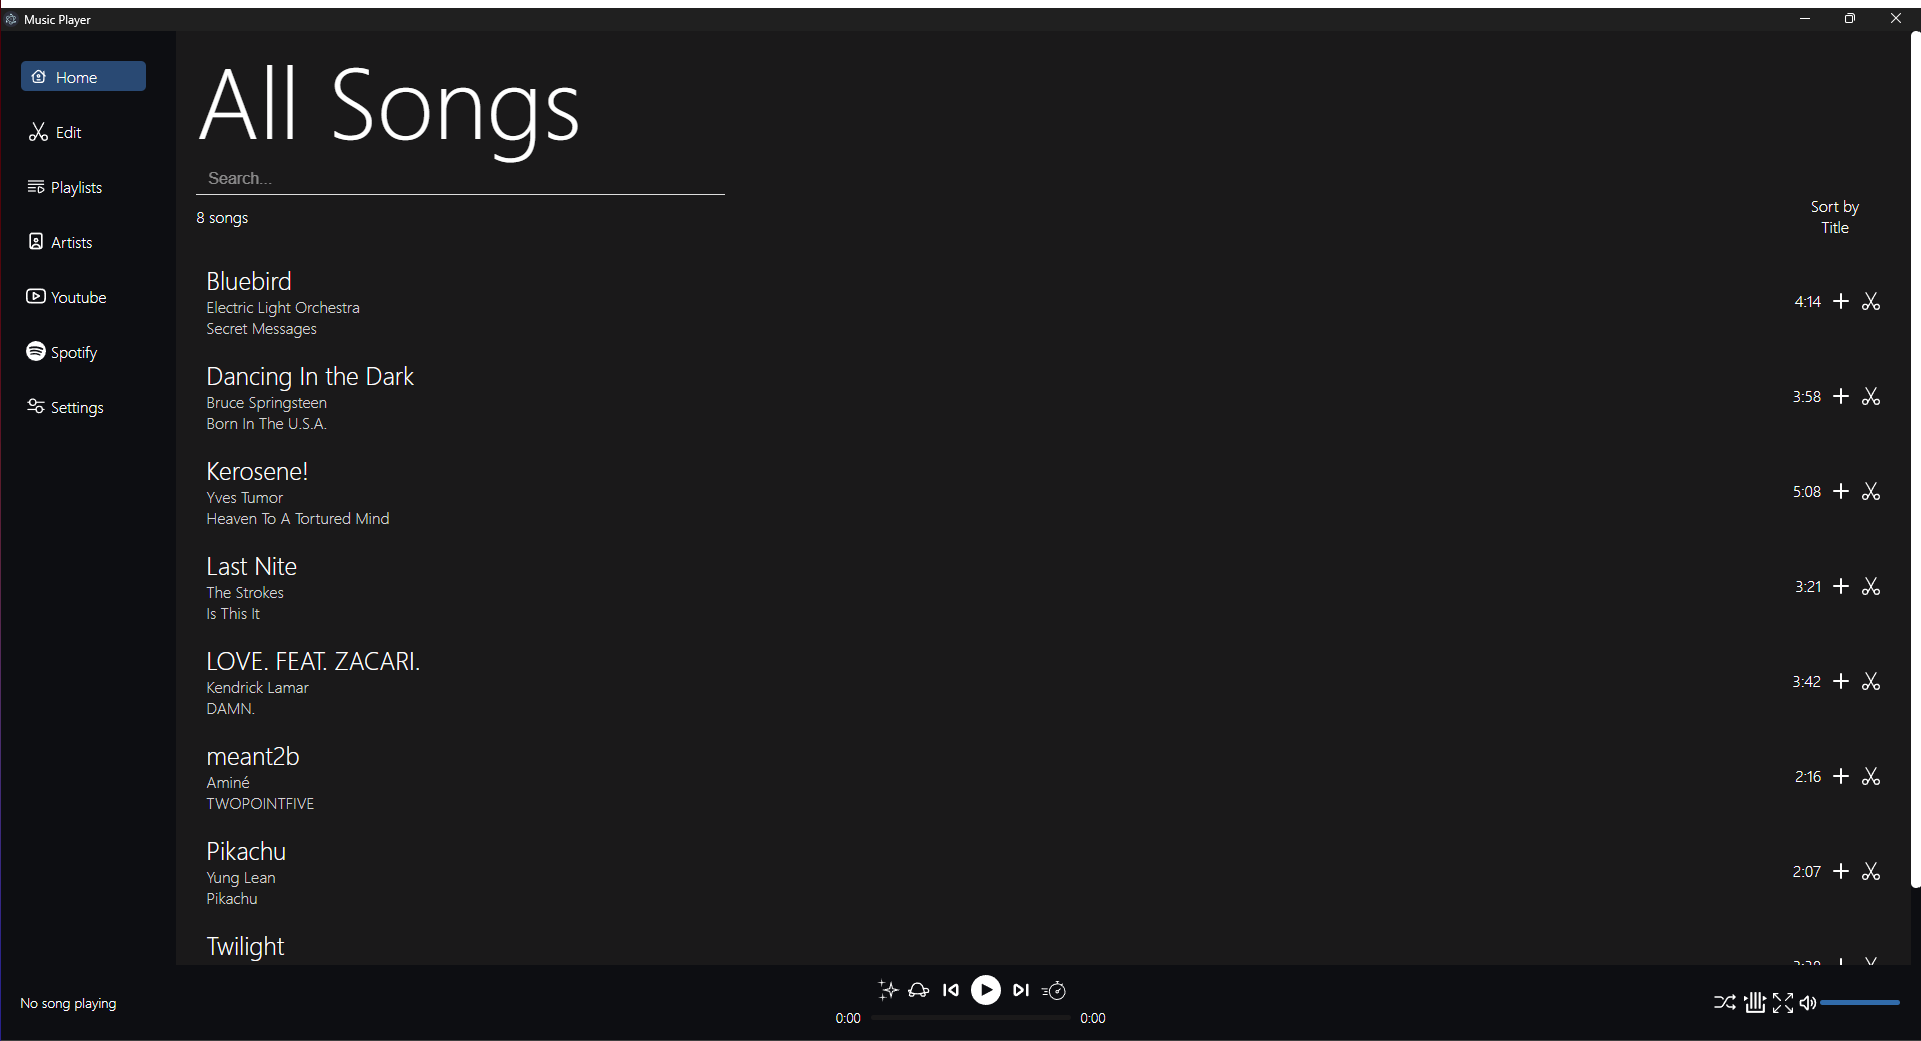 Music Player
Home
Edit
Playlists
Artists
Youtube
Spotify
Settings
All Songs
Search...
8 songs
Sort by
Title
Bluebird
Electric Light Orchestra
Secret Messages
4:14
Dancing In the Dark
Bruce Springsteen
Born In The U.S.A.
3:58
Kerosene!
Yves Tumor
Heaven To A Tortured Mind
5:08
Last Nite
The Strokes
Is This It
3:21
LOVE. FEAT. ZACARI.
Kendrick Lamar
DAMN.
3:42
meant2b
Aminé
TWOPOINTFIVE
2:16
Pikachu
Yung Lean
Pikachu
2:07
Twilight
No song playing
0:00
0:00